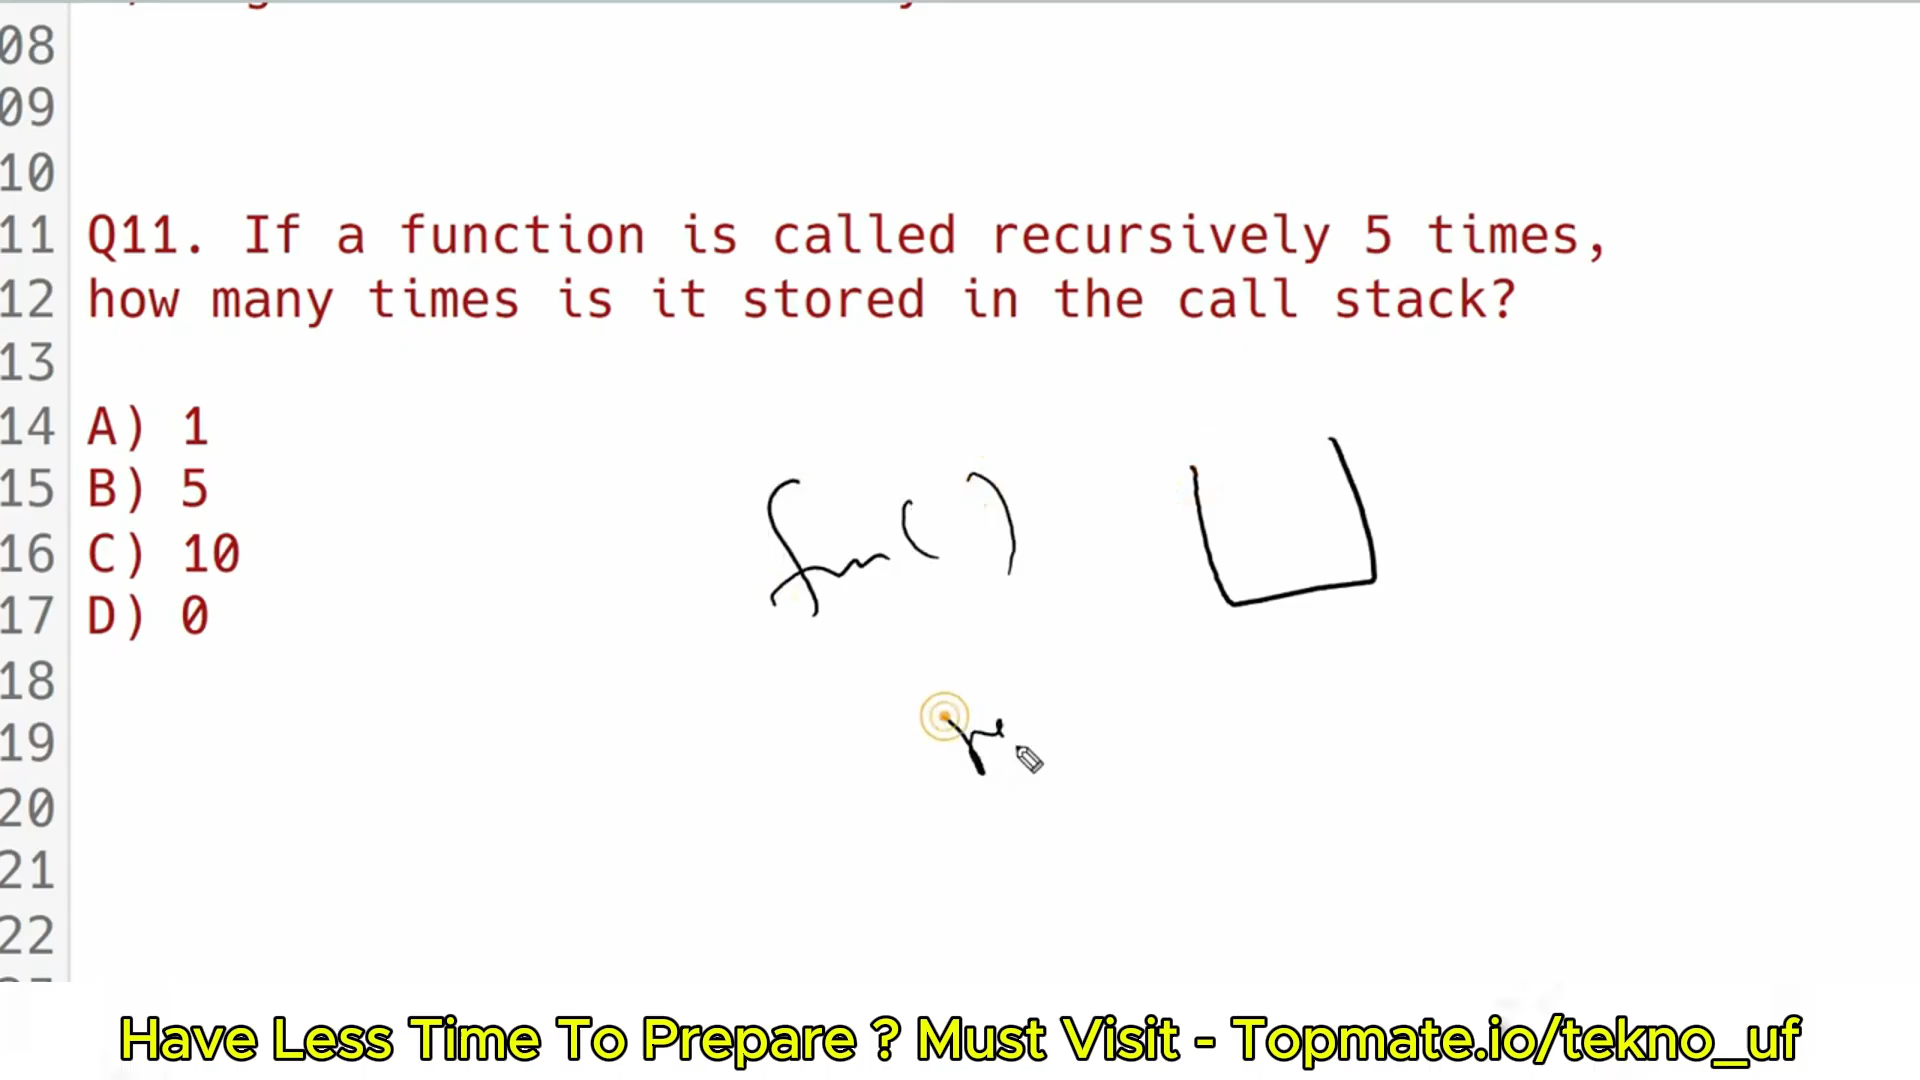 08
09
10
11 Q11. If a function is called recursively 5 times,
12 how many times is it stored in the call stack?
13
14 A) 1
15 B) 5
16 C) 10
17 D) 0
fun()
18
19
20
21
22
Have Less Time To Prepare ? Must Visit - Topmate.io/tekno_uf